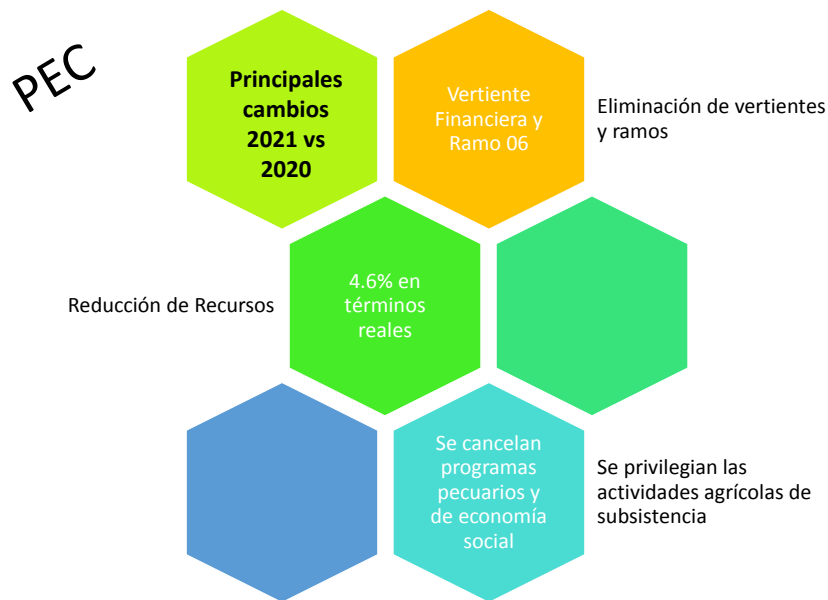 PEC
Principales
cambios
2021 vs
2020
Vertiente
Financiera y
Ramo 06
Eliminación de vertientes
y ramos
Reducción de Recursos
4.6% en
términos
reales
Se cancelan
programas
pecuarios y
de economía
social
Se privilegian las
actividades agrícolas de
subsistencia